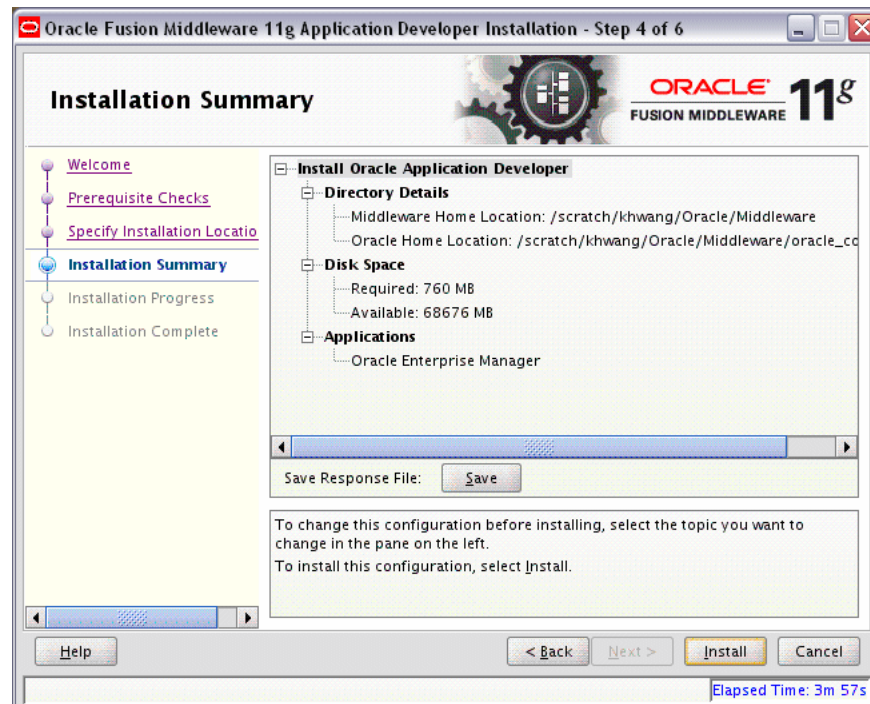 Oracle Fusion Middleware 11g Application Developer Installation - Step 4 of 6
Installation Summary
ORACLE
FUSION MIDDLEWARE
11g
Welcome
Prerequisite Checks
Specify Installation Locatio
Installation Summary
Installation Progress
Installation Complete
Install Oracle Application Developer
Directory Details
Middleware Home Location: /scratch/khwang/Oracle/Middleware
Oracle Home Location: /scratch/khwang/Oracle/Middleware/oracle_co
Disk Space
Required: 760 MB
Available: 68676 MB
Applications
Oracle Enterprise Manager
Save Response File: Save
To change this configuration before installing, select the topic you want to
change in the pane on the left.
To install this configuration, select Install.
Help < Back Next > Install Cancel
Elapsed Time: 3m 57s